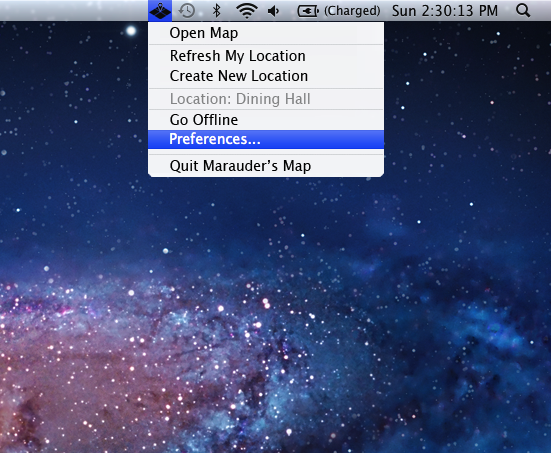 (Charged) Sun 2:30:13 PM
Open Map
Refresh My Location
Create New Location
Location: Dining Hall
Go Offline
Preferences...
Quit Marauder's Map